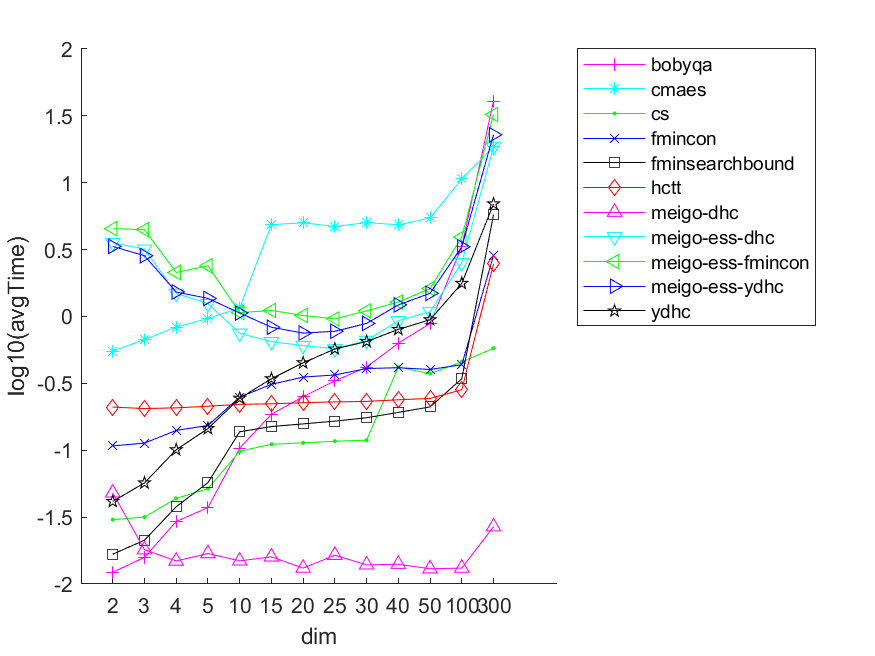 2
1.5
1
0.5
0
-0.5
-1
-1.5
-2
log10(avgTime)
2 3 4 5 10 15 20 25 30 40 50 100 300
dim
bobyqa
cmaes
cs
fmincon
fminsearchbound
hctt
meigo-dhc
meigo-ess-dhc
meigo-ess-fmincon
meigo-ess-ydhc
ydhc